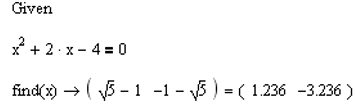 Given
x² + 2 · x − 4 = 0
find(x) → ( √5 − 1  −1 − √5 ) = ( 1.236  −3.236 )